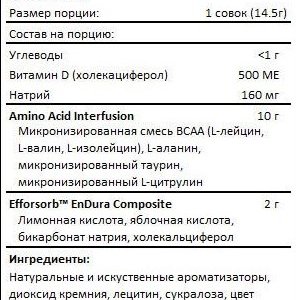 Размер порции: 1 совок (14.5г)
Состав на порцию:
Углеводы <1 г
Витамин D (холекациферол) 500 МЕ
Натрий 160 мг
Amino Acid Interfusion 10 г
Микронизированная смесь BCAA (L-лейцин,
L-валин, L-изолейцин), L-аланин,
микронизированный таурин,
микронизированный L-цитрулин
Efforsorb™ EnDura Composite 2 г
Лимонная кислота, яблочная кислота,
бикарбонат натрия, холекальциферол
Ингредиенты:
Натуральные и искуственные ароматизаторы,
диоксид кремния, лецитин, сукралоза, цвет